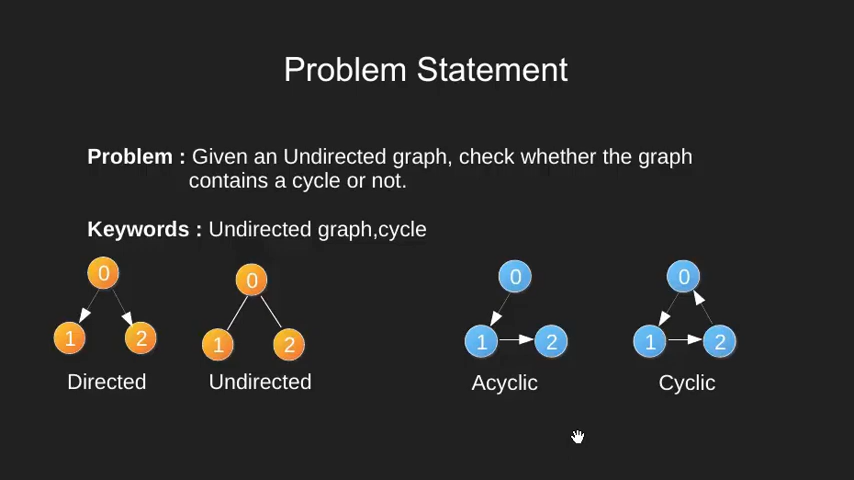 Problem Statement
Problem : Given an Undirected graph, check whether the graph
contains a cycle or not.
Keywords : Undirected graph,cycle
0
1 2
Directed
0
1 2
Undirected
0
1 2
Acyclic
0
1 2
Cyclic